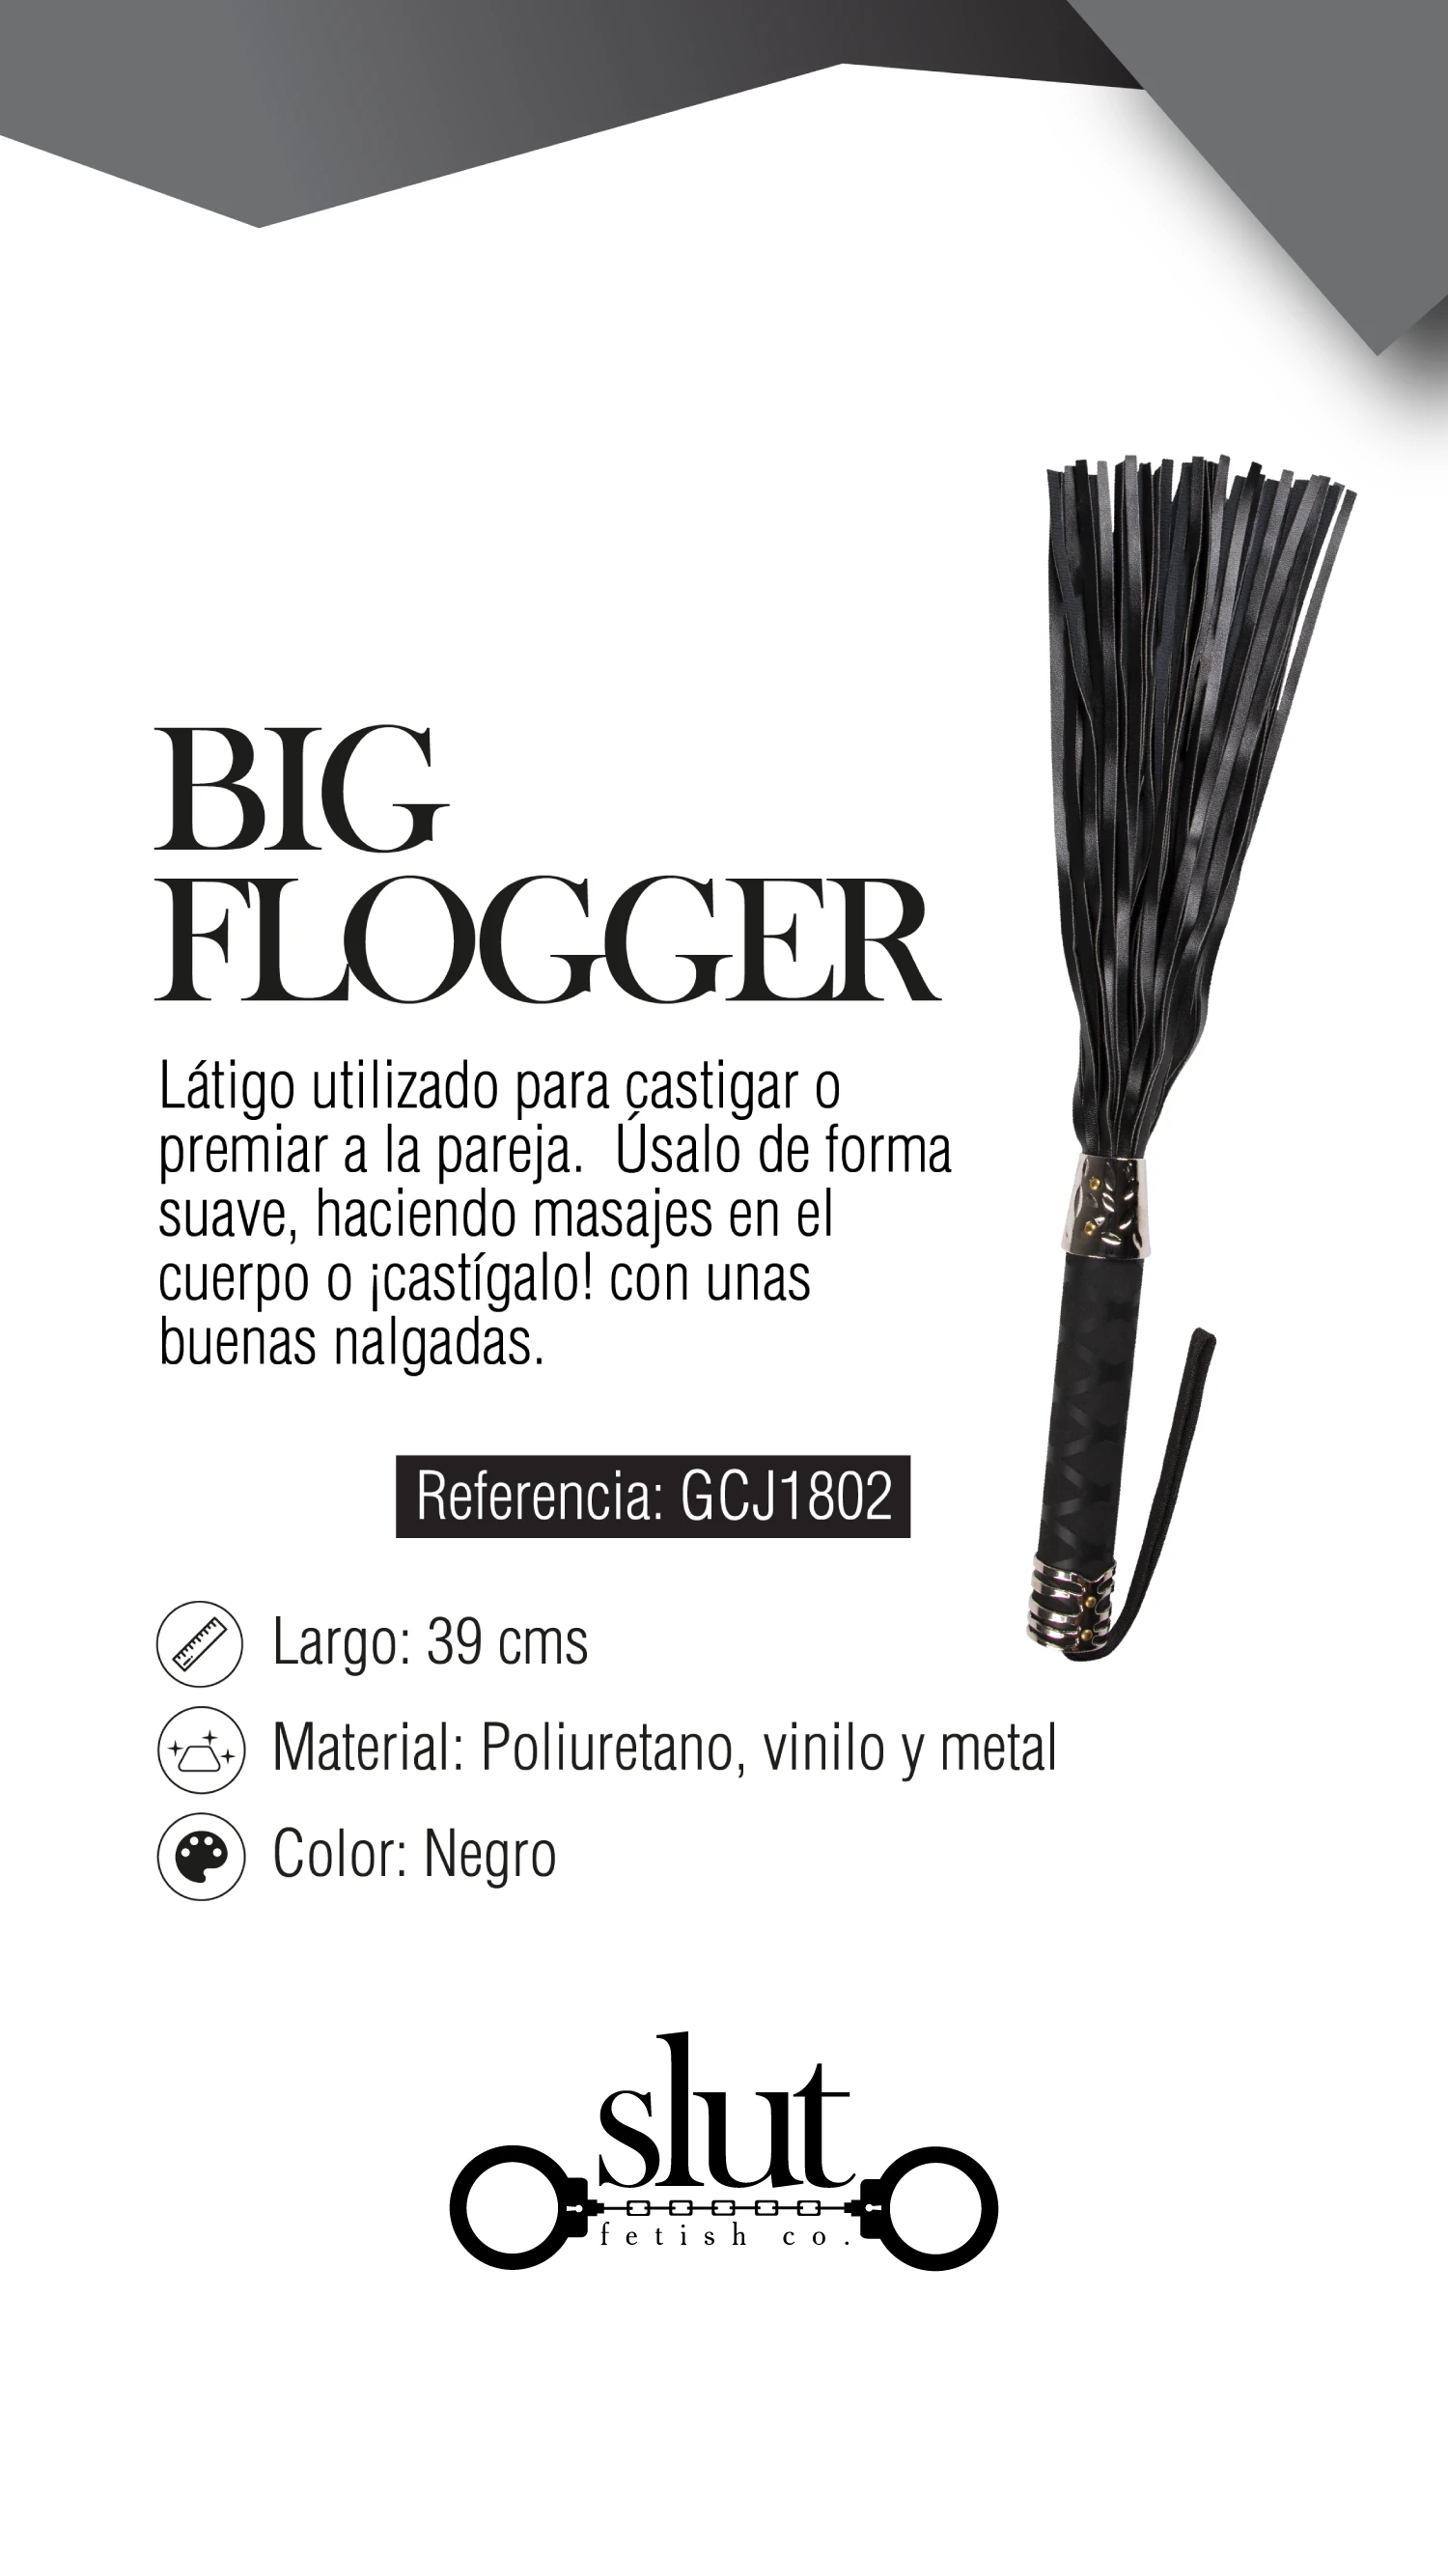 BIG
FLOGGER
Látigo utilizado para castigar o
premiar a la pareja.  Úsalo de forma
suave, haciendo masajes en el
cuerpo o ¡castígalo! con unas
buenas nalgadas.
Referencia: GCJ1802
Largo: 39 cms
Material: Poliuretano, vinilo y metal
Color: Negro
slut
fetish co.